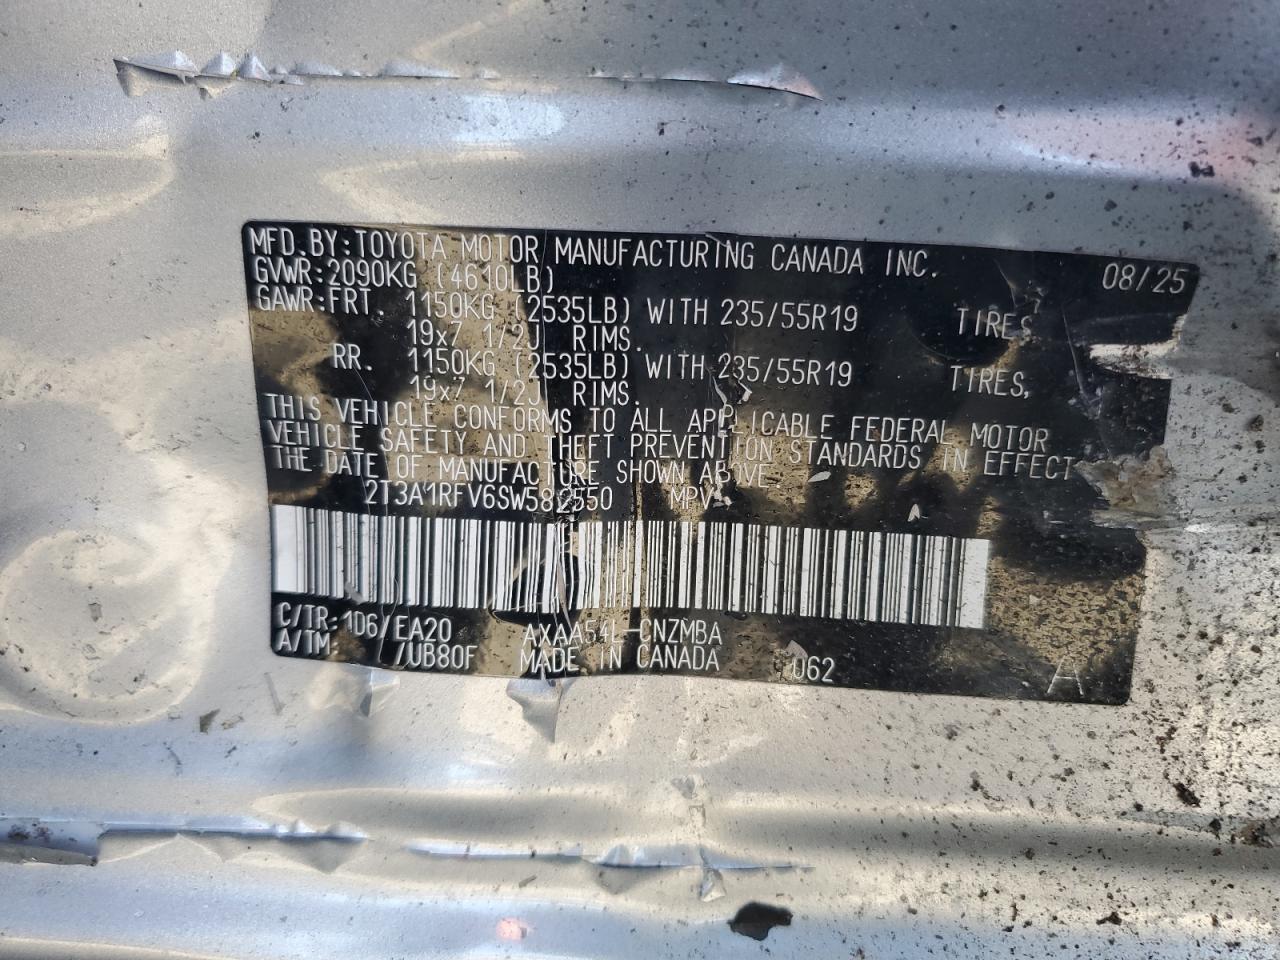 MFD.BY:TOYOTA MOTOR MANUFACTURING CANADA INC. 08/25
GVWR:2090KG (4610LB)
GAWR:FRT. 1150KG (2535LB) WITH 235/55R19 TIRES,
19x7 1/2J RIMS.
RR. 1150KG (2535LB) WITH 235/55R19 TIRES,
19x7 1/2J RIMS.
THIS VEHICLE CONFORMS TO ALL APPLICABLE FEDERAL MOTOR
VEHICLE SAFETY AND THEFT PREVENTION STANDARDS IN EFFECT
THE DATE OF MANUFACTURE SHOWN ABOVE
2T3A1RFV6SW582550 MPV
C/TR:1D6/EA20 AXAA54L-CNZMBA
A/TM: /UB80F MADE IN CANADA 062 A